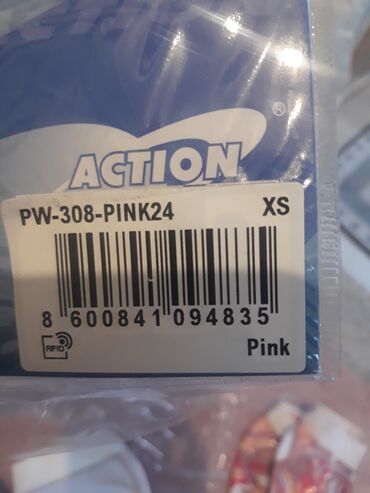 ACTION ®
PW-308-PINK24 XS
8 600841 094835
RFID Pink